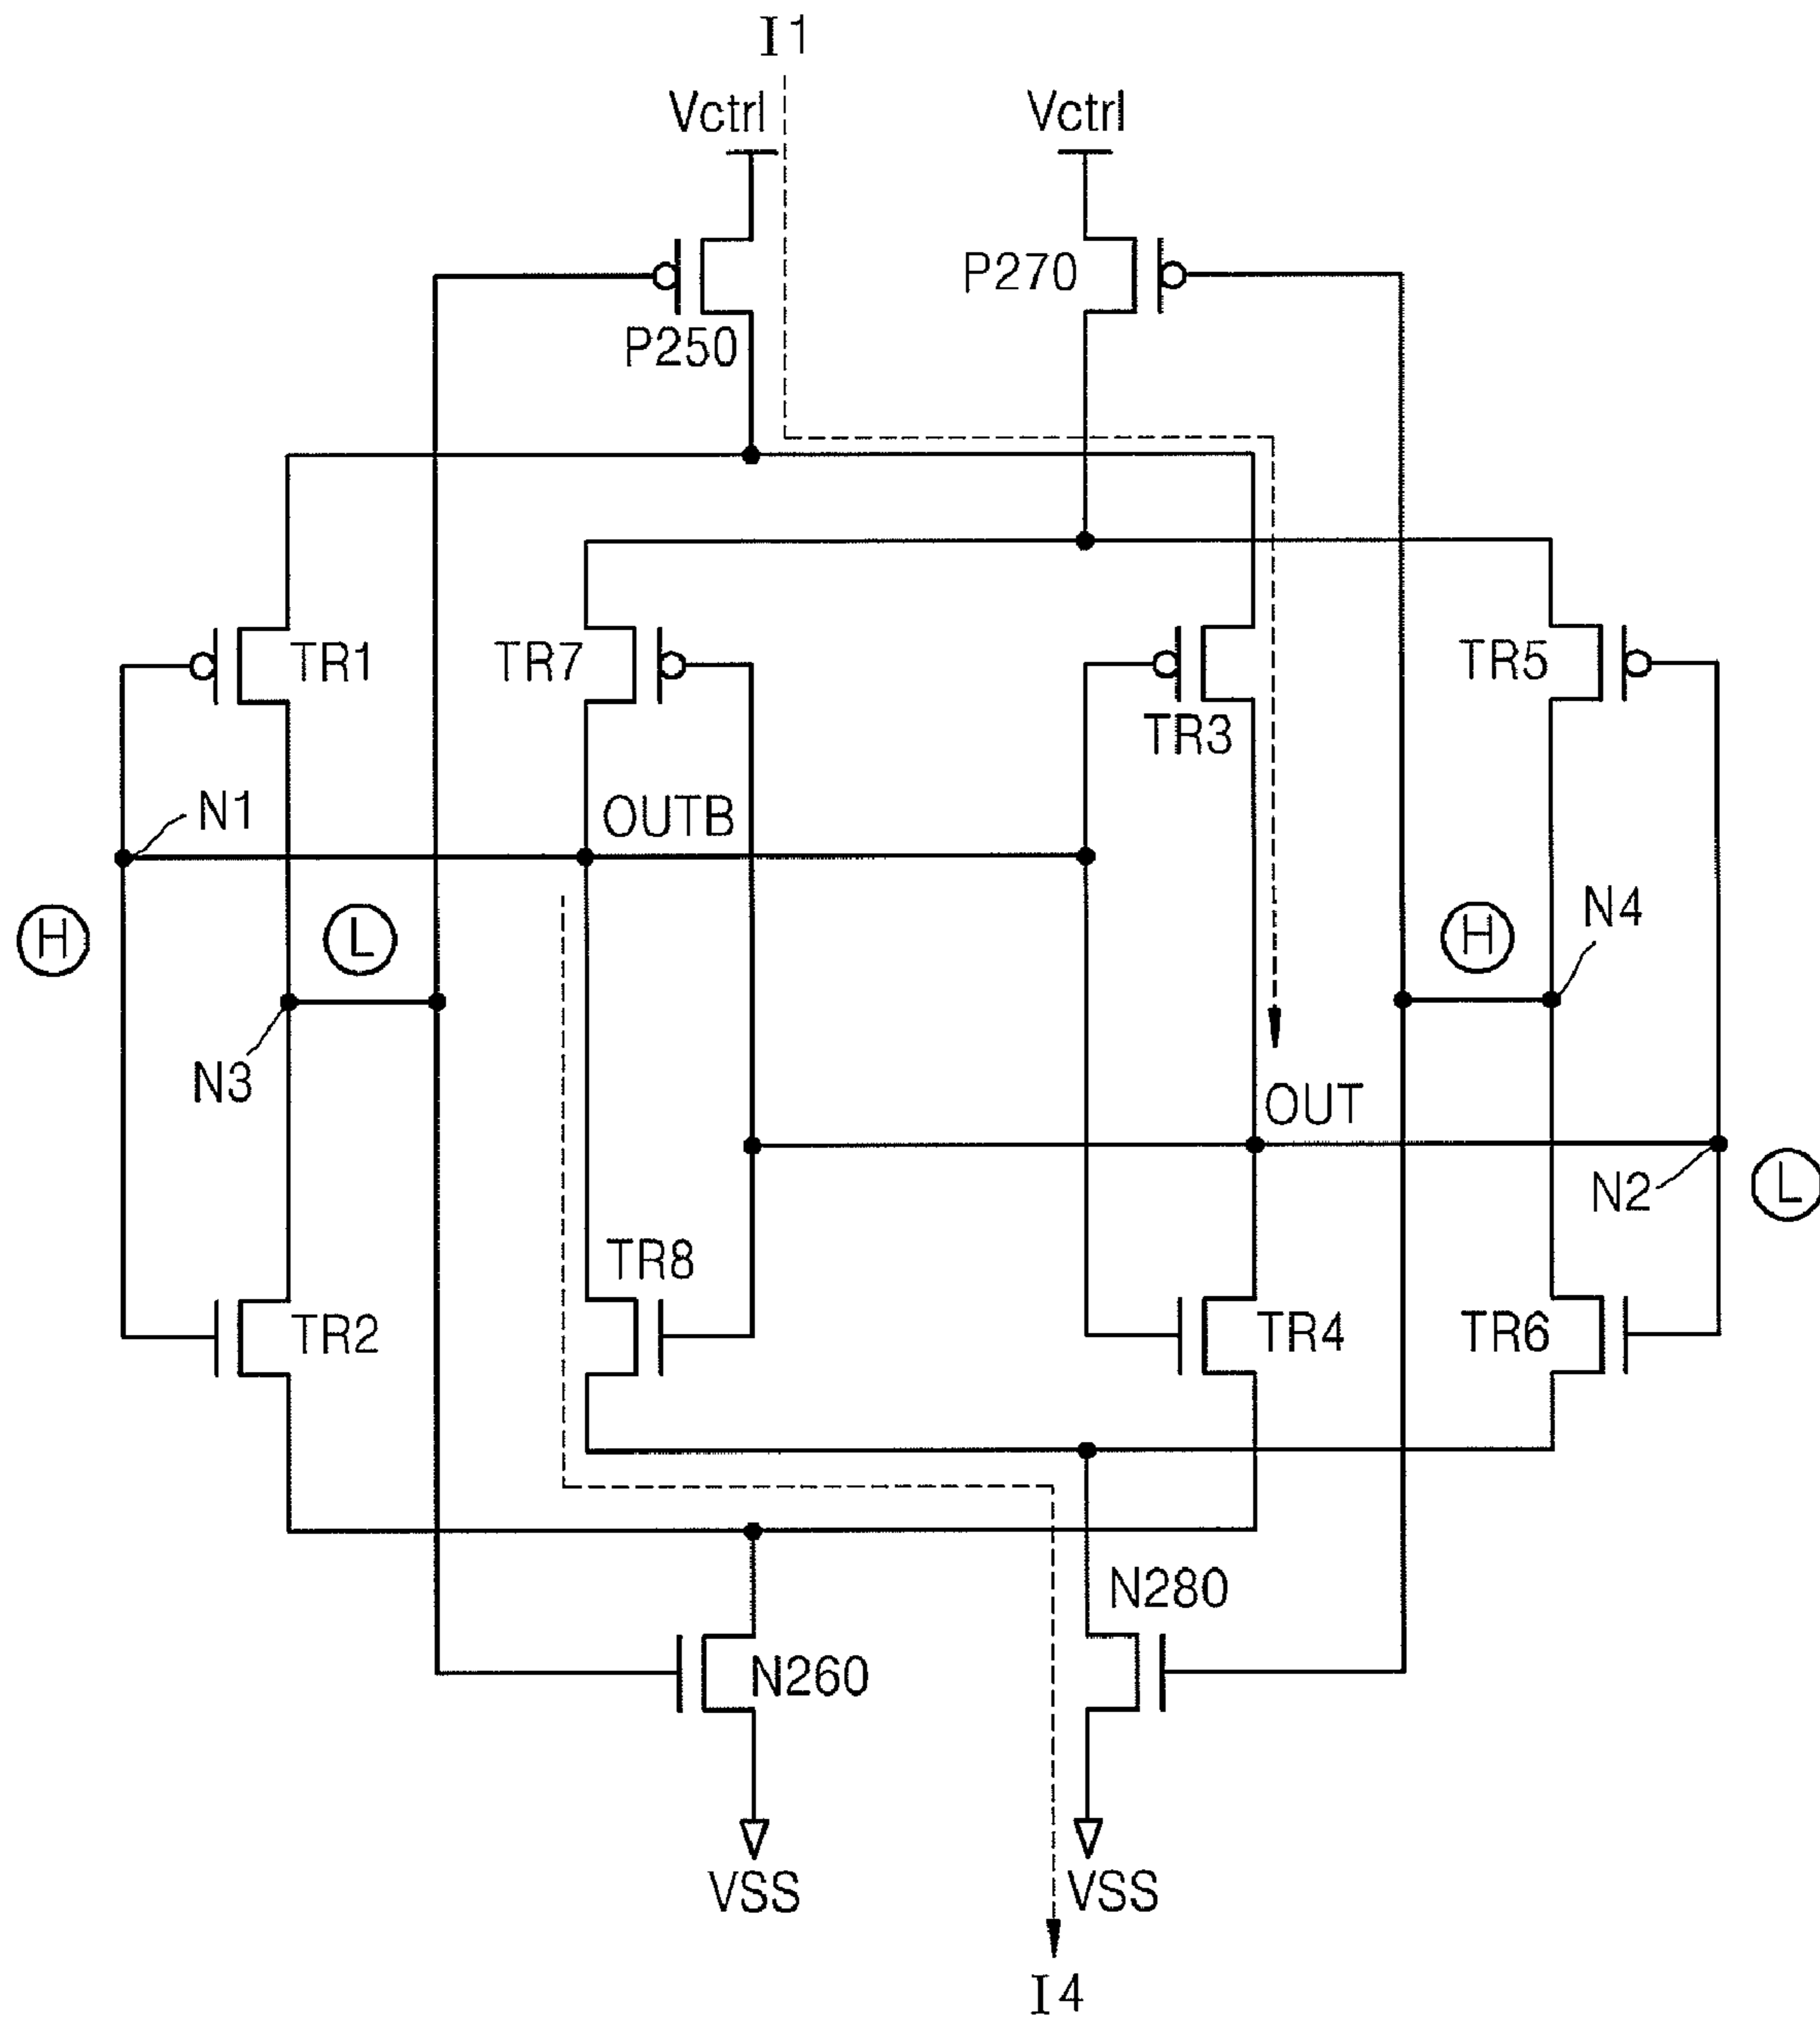 I1
Vctrl
Vctrl
P270
P250
TR1
TR7
TR5
TR3
N1
OUTB
N4
H
L
H
N3
OUT
N2
L
TR8
TR2
TR4
TR6
N280
N260
VSS
VSS
I4